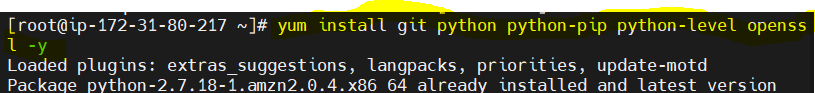 [root@ip-172-31-80-217 ~]# yum install git python python-pip python-level openss
l -y
Loaded plugins: extras_suggestions, langpacks, priorities, update-motd
Package python-2.7.18-1.amzn2.0.4.x86_64 already installed and latest version